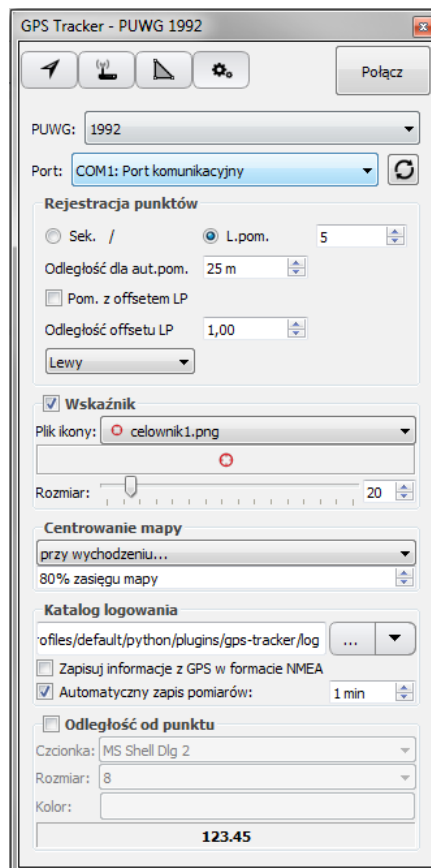 GPS Tracker - PUWG 1992
Połącz
PUWG: 1992
Port: COM1: Port komunikacyjny
Rejestracja punktów
Sek. / L.pom. 5
Odległość dla aut.pom. 25 m
Pom. z offsetem LP
Odległość offsetu LP 1,00
Lewy
Wskaźnik
Plik ikony: celownik1.png
Rozmiar: 20
Centrowanie mapy
przy wychodzeniu...
80% zasięgu mapy
Katalog logowania
rofiles/default/python/plugins/gps-tracker/log ...
Zapisuj informacje z GPS w formacie NMEA
Automatyczny zapis pomiarów: 1 min
Odległość od punktu
Czcionka: MS Shell Dlg 2
Rozmiar: 8
Kolor:
123.45